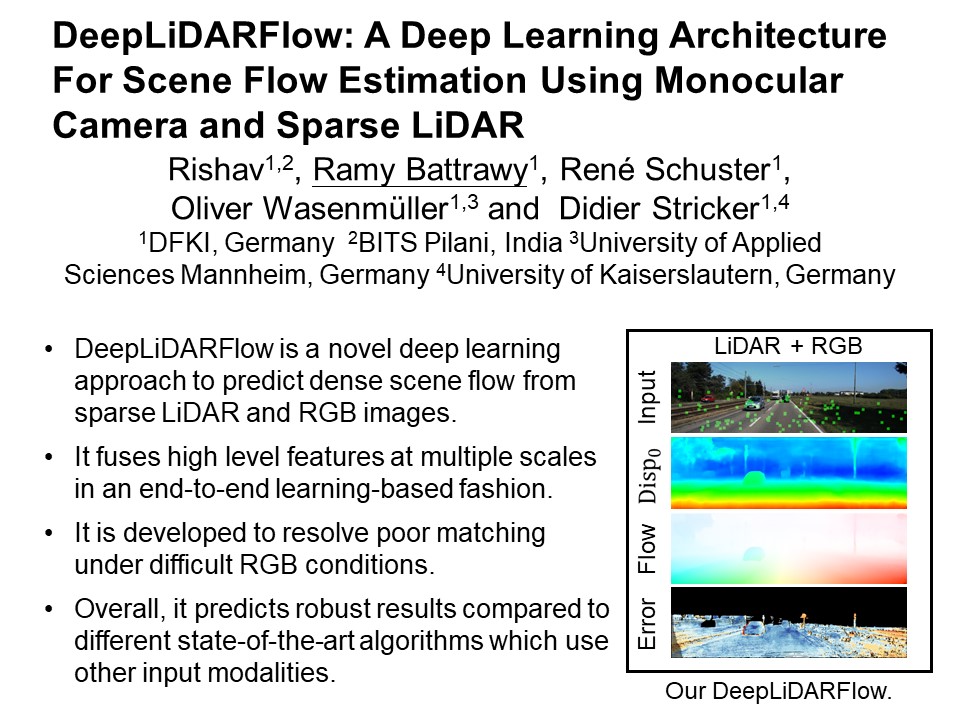 DeepLiDARFlow: A Deep Learning Architecture
For Scene Flow Estimation Using Monocular
Camera and Sparse LiDAR
Rishav¹,², Ramy Battrawy¹, René Schuster¹,
Oliver Wasenmüller¹,³ and Didier Stricker¹,⁴
¹DFKI, Germany ²BITS Pilani, India ³University of Applied
Sciences Mannheim, Germany ⁴University of Kaiserslautern, Germany
• DeepLiDARFlow is a novel deep learning
approach to predict dense scene flow from
sparse LiDAR and RGB images.
• It fuses high level features at multiple scales
in an end-to-end learning-based fashion.
• It is developed to resolve poor matching
under difficult RGB conditions.
• Overall, it predicts robust results compared to
different state-of-the-art algorithms which use
other input modalities.
LiDAR + RGB
Input
Disp₀
Flow
Error
Our DeepLiDARFlow.